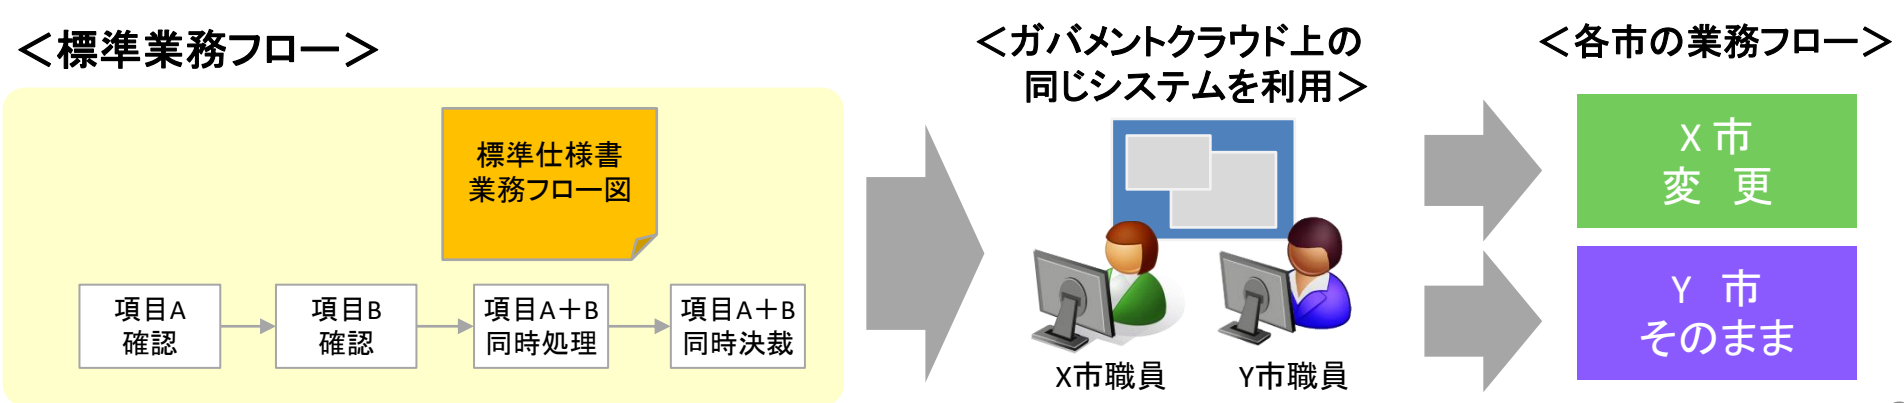 ＜標準業務フロー＞
標準仕様書
業務フロー図
項目A
確認
項目B
確認
項目A＋B
同時処理
項目A＋B
同時決裁
＜ガバメントクラウド上の
同じシステムを利用＞
X市職員
Y市職員
＜各市の業務フロー＞
X 市
変 更
Y 市
そのまま